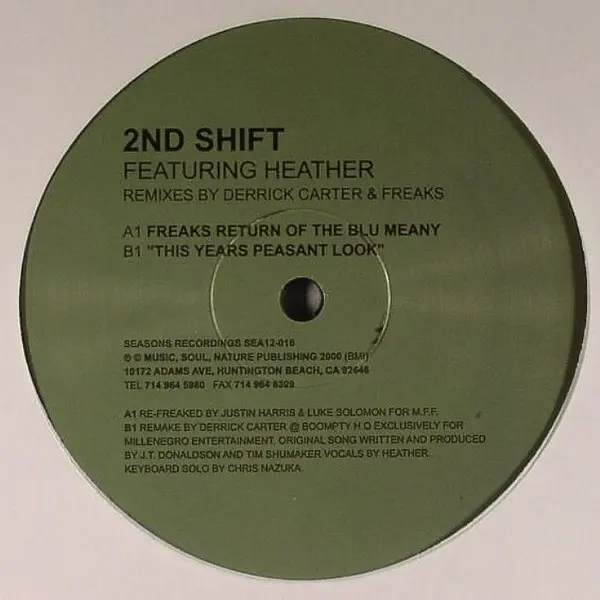 2ND SHIFT
FEATURING HEATHER
REMIXES BY DERRICK CARTER & FREAKS
A1 FREAKS RETURN OF THE BLU MEANY
B1 "THIS YEARS PEASANT LOOK"
SEASONS RECORDINGS SEA12-016
℗ © MUSIC, SOUL, NATURE PUBLISHING 2000 (BMI)
10172 ADAMS AVE, HUNTINGTON BEACH, CA 92646
TEL 714 964 5980 FAX 714 964 8399
A1 RE-FREAKED BY JUSTIN HARRIS & LUKE SOLOMON FOR M.F.F.
B1 REMAKE BY DERRICK CARTER @ BOOMPTY H.Q EXCLUSIVELY FOR
MILLENEGRO ENTERTAINMENT. ORIGINAL SONG WRITTEN AND PRODUCED
BY J.T. DONALDSON AND TIM SHUMAKER VOCALS BY HEATHER.
KEYBOARD SOLO BY CHRIS NAZUKA.